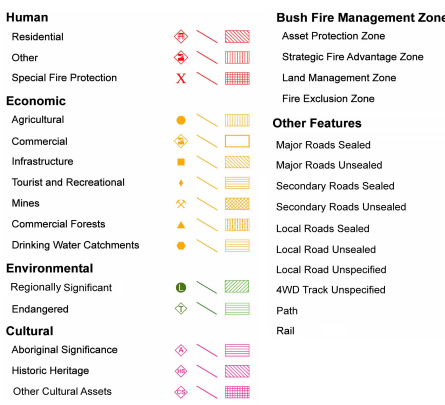 Human
Residential
Other
Special Fire Protection
X
Economic
Agricultural
Commercial
Infrastructure
Tourist and Recreational
Mines
Commercial Forests
Drinking Water Catchments
Environmental
Regionally Significant
L
Endangered
T
Cultural
Aboriginal Significance
A
Historic Heritage
HS
Other Cultural Assets
CS
Bush Fire Management Zone
Asset Protection Zone
Strategic Fire Advantage Zone
Land Management Zone
Fire Exclusion Zone
Other Features
Major Roads Sealed
Major Roads Unsealed
Secondary Roads Sealed
Secondary Roads Unsealed
Local Roads Sealed
Local Road Unsealed
Local Road Unspecified
4WD Track Unspecified
Path
Rail